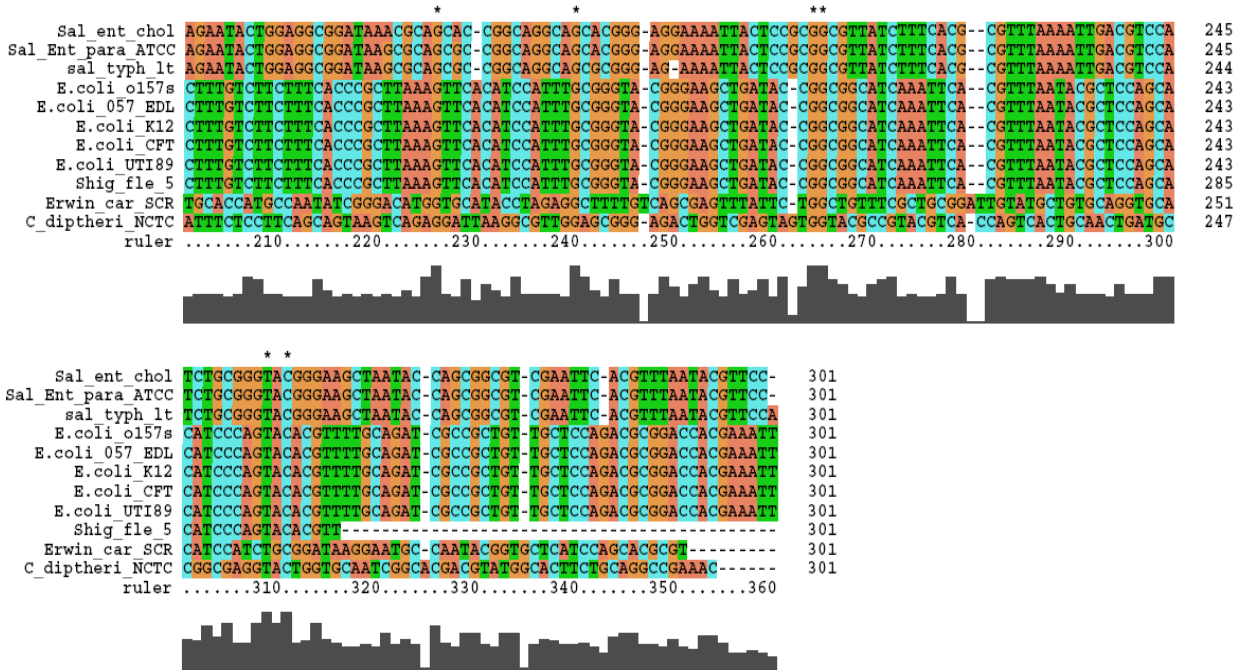 * * **
Sal_ent_chol AGAATACTGGAGGCGGATAAACGCAGCAC-CGGCAGGCAGCACGGG-AGGAAAATTACTCCGCGGCGTTATCTTTCACG--CGTTTAAAATTGACGTCCA 245
Sal_Ent_para_ATCC AGAATACTGGAGGCGGATAAGCGCAGCGC-CGGCAGGCAGCACGGG-AGGAAAATTACTCCGCGGCGTTATCTTTCACG--CGTTTAAAATTGACGTCCA 245
sal_typh_lt AGAATACTGGAGGCGGATAAGCGCAGCGC-CGGCAGGCAGCGCGGG-AG-AAAATTACTCCGCGGCGTTATCTTTCACG--CGTTTAAAATTGACGTCCA 244
E.coli_o157s CTTTGTCTTCTTTCACCCGCTTAAAGTTCACATCCATTTGCGGGTA-CGGGAAGCTGATAC-CGGCGGCATCAAATTCA--CGTTTAATACGCTCCAGCA 243
E.coli_057_EDL CTTTGTCTTCTTTCACCCGCTTAAAGTTCACATCCATTTGCGGGTA-CGGGAAGCTGATAC-CGGCGGCATCAAATTCA--CGTTTAATACGCTCCAGCA 243
E.coli_K12 CTTTGTCTTCTTTCACCCGCTTAAAGTTCACATCCATTTGCGGGTA-CGGGAAGCTGATAC-CGGCGGCATCAAATTCA--CGTTTAATACGCTCCAGCA 243
E.coli_CFT CTTTGTCTTCTTTCACCCGCTTAAAGTTCACATCCATTTGCGGGTA-CGGGAAGCTGATAC-CGGCGGCATCAAATTCA--CGTTTAATACGCTCCAGCA 243
E.coli_UTI89 CTTTGTCTTCTTTCACCCGCTTAAAGTTCACATCCATTTGCGGGTA-CGGGAAGCTGATAC-CGGCGGCATCAAATTCA--CGTTTAATACGCTCCAGCA 243
Shig_fle_5 CTTTGTCTTCTTTCACCCGCTTAAAGTTCACATCCATTTGCGGGTA-CGGGAAGCTGATAC-CGGCGGCATCAAATTCA--CGTTTAATACGCTCCAGCA 285
Erwin_car_SCR TGCACCATGCCAATATCGGGACATGGTGCATACCTAGAGGCTTTTGTCAGCGAGTTTATTC-TGGCTGTTTCGCTGCGGATTGTATGCTGTGCAGGTGCA 251
C_diptheri_NCTC ATTTCTCCTTCAGCAGTAAGTCAGAGGATTAAGGCGTTGGAGCGGG-AGACTGGTCGAGTAGTGGTACGCCGTACGTCA-CCAGTCACTGCAACTGATGC 247
ruler .......210.......220.......230.......240.......250.......260.......270.......280.......290.......300
* *
Sal_ent_chol TCTGCGGGTACGGGAAGCTAATAC-CAGCGGCGT-CGAATTC-ACGTTTAATACGTTCC- 301
Sal_Ent_para_ATCC TCTGCGGGTACGGGAAGCTAATAC-CAGCGGCGT-CGAATTC-ACGTTTAATACGTTCC- 301
sal_typh_lt TCTGCGGGTACGGGAAGCTAATAC-CAGCGGCGT-CGAATTC-ACGTTTAATACGTTCCA 301
E.coli_o157s CATCCCAGTACACGTTTTGCAGAT-CGCCGCTGT-TGCTCCAGACGCGGACCACGAAATT 301
E.coli_057_EDL CATCCCAGTACACGTTTTGCAGAT-CGCCGCTGT-TGCTCCAGACGCGGACCACGAAATT 301
E.coli_K12 CATCCCAGTACACGTTTTGCAGAT-CGCCGCTGT-TGCTCCAGACGCGGACCACGAAATT 301
E.coli_CFT CATCCCAGTACACGTTTTGCAGAT-CGCCGCTGT-TGCTCCAGACGCGGACCACGAAATT 301
E.coli_UTI89 CATCCCAGTACACGTTTTGCAGAT-CGCCGCTGT-TGCTCCAGACGCGGACCACGAAATT 301
Shig_fle_5 CATCCCAGTACACGTT-------------------------------------------- 301
Erwin_car_SCR CATCCATCTGCGGATAAGGAATGC-CAATACGGTGCTCATCCAGCACGCGT--------- 301
C_diptheri_NCTC CGGCGAGGTACTGGTGCAATCGGCACGACGTATGGCACTTCTGCAGGCCGAAAC------ 301
ruler .......310.......320.......330.......340.......350.......360